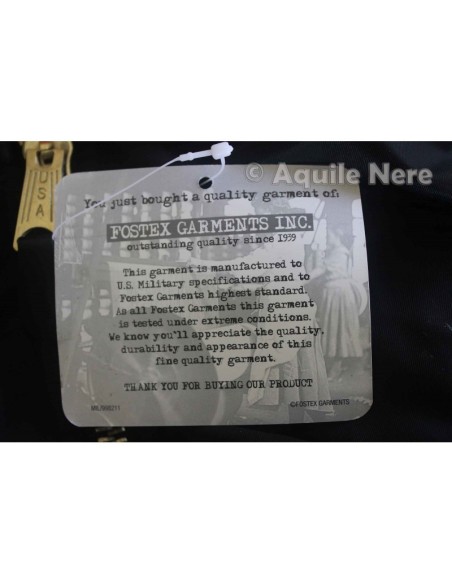 © Aquile Nere
USA
You just bought a quality garment of:
FOSTEX GARMENTS INC.
outstanding quality since 1939
This garment is manufactured to
U.S. Military specifications and to
Fostex Garments highest standard.
As all Fostex Garments this garment
is tested under extreme conditions.
We know you'll appreciate the quality,
durability and appearance of this
fine quality garment.
THANK YOU FOR BUYING OUR PRODUCT
©FOSTEX GARMENTS